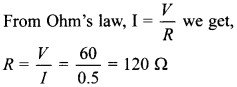 From Ohm's law, I = V/R we get,
R = V/I = 60/0.5 = 120 Ω